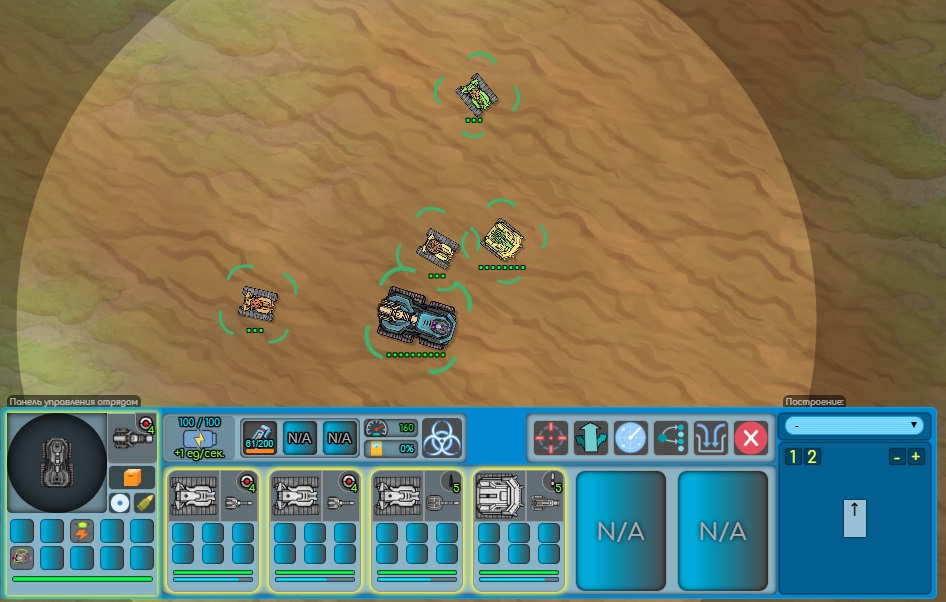 Панель управления отрядом
Построение:
4
100 / 100
+1 ед/сек.
61/200
N/A
N/A
160
0%
-
1 2
- +
4
4
5
5
N/A
N/A